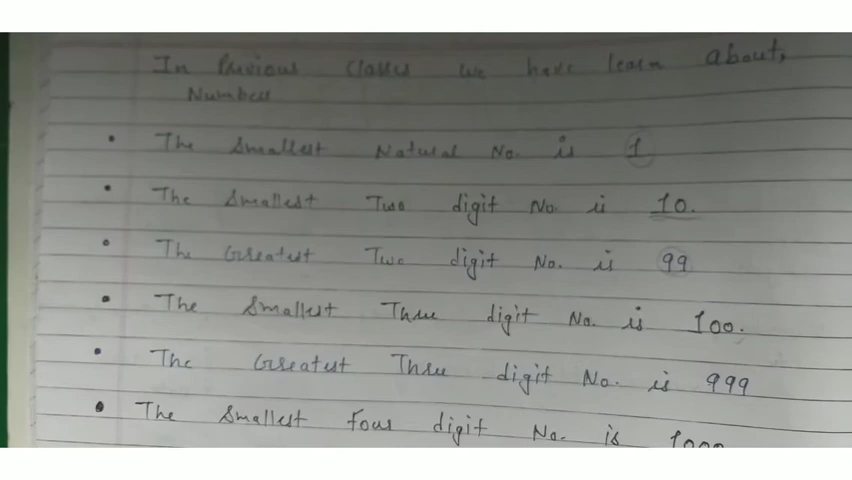 In Previous Classes we have learn about,
Numbers
• The Smallest Natural No. is 1
• The Smallest Two digit No. is 10.
• The Greatest Two digit No. is 99
• The Smallest Three digit No. is 100.
• The Greatest Three digit No. is 999
• The Smallest Four digit No. is 1000